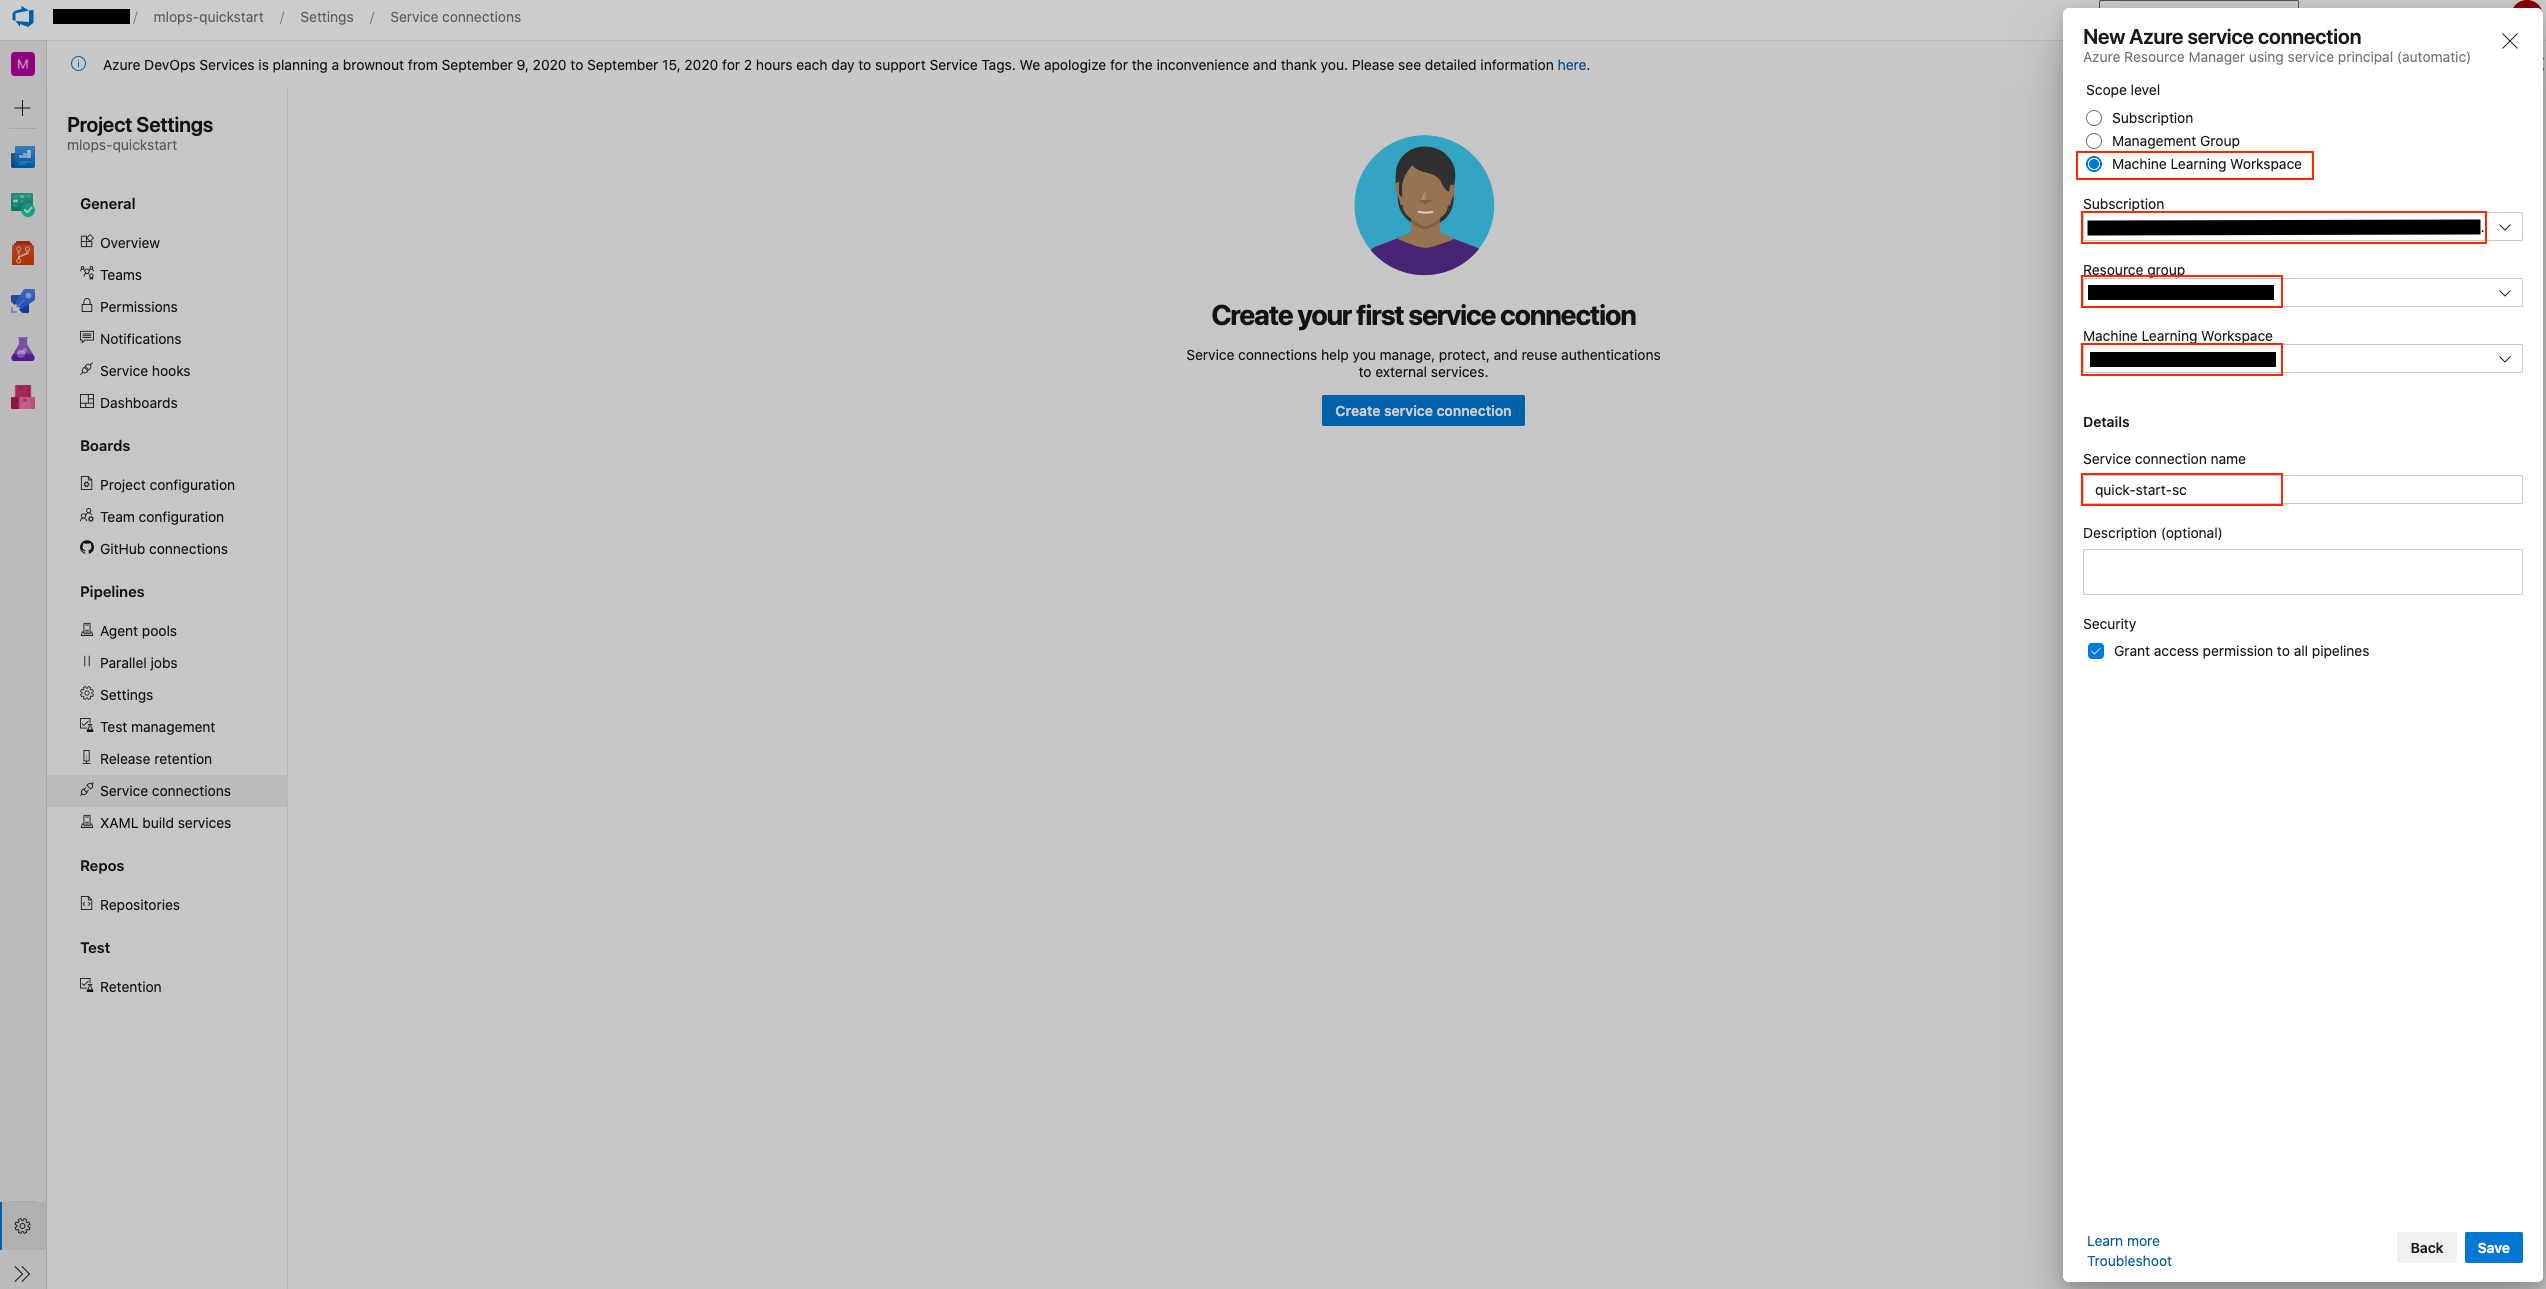 / mlops-quickstart / Settings / Service connections
M
Azure DevOps Services is planning a brownout from September 9, 2020 to September 15, 2020 for 2 hours each day to support Service Tags. We apologize for the inconvenience and thank you. Please see detailed information here.
Project Settings
mlops-quickstart
General
Overview
Teams
Permissions
Notifications
Service hooks
Dashboards
Boards
Project configuration
Team configuration
GitHub connections
Pipelines
Agent pools
Parallel jobs
Settings
Test management
Release retention
Service connections
XAML build services
Repos
Repositories
Test
Retention
Create your first service connection
Service connections help you manage, protect, and reuse authentications
to external services.
Create service connection
New Azure service connection
Azure Resource Manager using service principal (automatic)
Scope level
Subscription
Management Group
Machine Learning Workspace
Subscription
Resource group
Machine Learning Workspace
Details
Service connection name
quick-start-sc
Description (optional)
Security
Grant access permission to all pipelines
Learn more
Troubleshoot
Back
Save